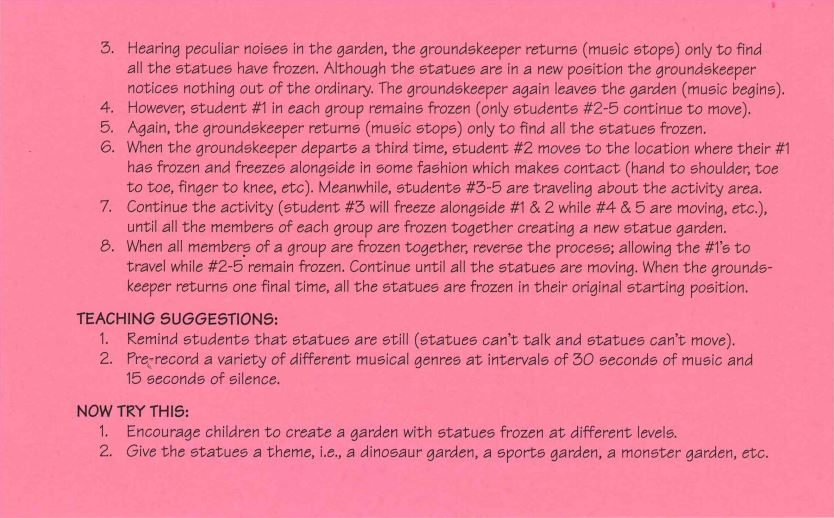 3. Hearing peculiar noises in the garden, the groundskeeper returns (music stops) only to find
all the statues have frozen. Although the statues are in a new position the groundskeeper
notices nothing out of the ordinary. The groundskeeper again leaves the garden (music begins).
4. However, student #1 in each group remains frozen (only students #2-5 continue to move).
5. Again, the groundskeeper returns (music stops) only to find all the statues frozen.
6. When the groundskeeper departs a third time, student #2 moves to the location where their #1
has frozen and freezes alongside in some fashion which makes contact (hand to shoulder, toe
to toe, finger to knee, etc). Meanwhile, students #3-5 are traveling about the activity area.
7. Continue the activity (student #3 will freeze alongside #1 & 2 while #4 & 5 are moving, etc.),
until all the members of each group are frozen together creating a new statue garden.
8. When all members of a group are frozen together, reverse the process; allowing the #1's to
travel while #2-5 remain frozen. Continue until all the statues are moving. When the grounds-
keeper returns one final time, all the statues are frozen in their original starting position.
TEACHING SUGGESTIONS:
1. Remind students that statues are still (statues can't talk and statues can't move).
2. Pre-record a variety of different musical genres at intervals of 30 seconds of music and
15 seconds of silence.
NOW TRY THIS:
1. Encourage children to create a garden with statues frozen at different levels.
2. Give the statues a theme, i.e., a dinosaur garden, a sports garden, a monster garden, etc.